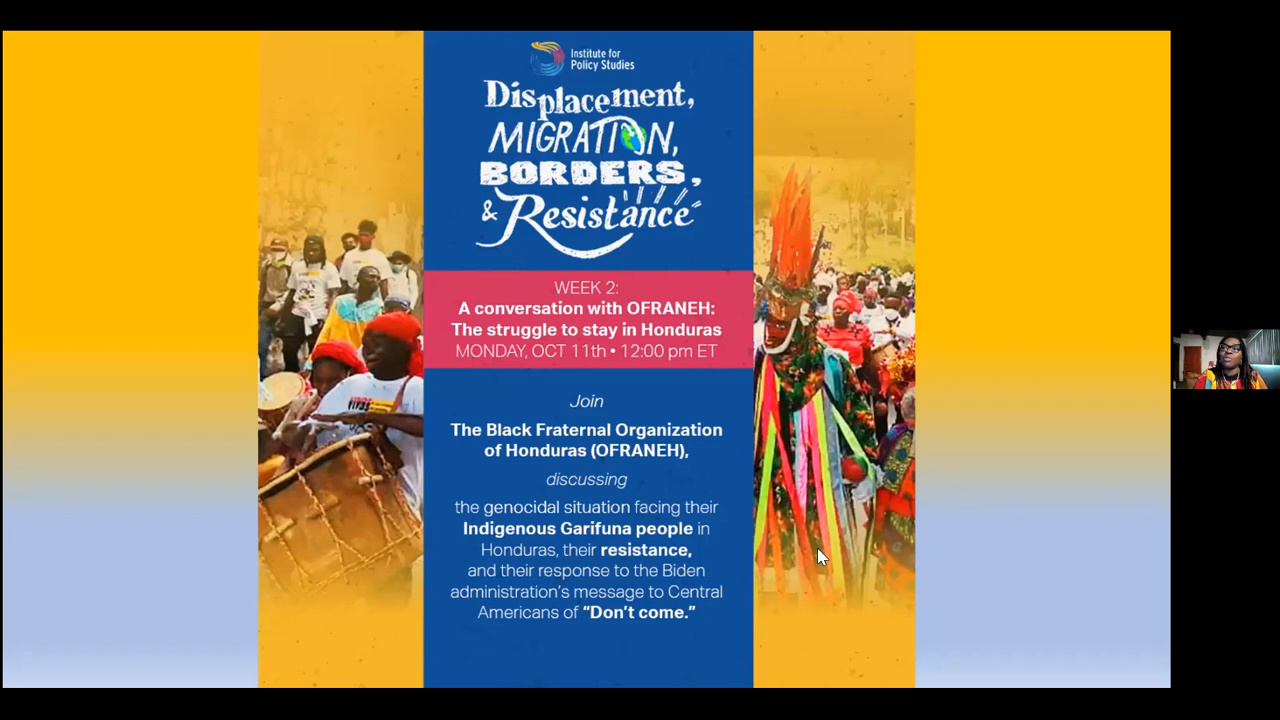 Institute for
Policy Studies
Displacement,
MIGRATION,
BORDERS,
& Resistance
WEEK 2:
A conversation with OFRANEH:
The struggle to stay in Honduras
MONDAY, OCT 11th • 12:00 pm ET
Join
The Black Fraternal Organization
of Honduras (OFRANEH),
discussing
the genocidal situation facing their
Indigenous Garifuna people in
Honduras, their resistance,
and their response to the Biden
administration's message to Central
Americans of "Don't come."